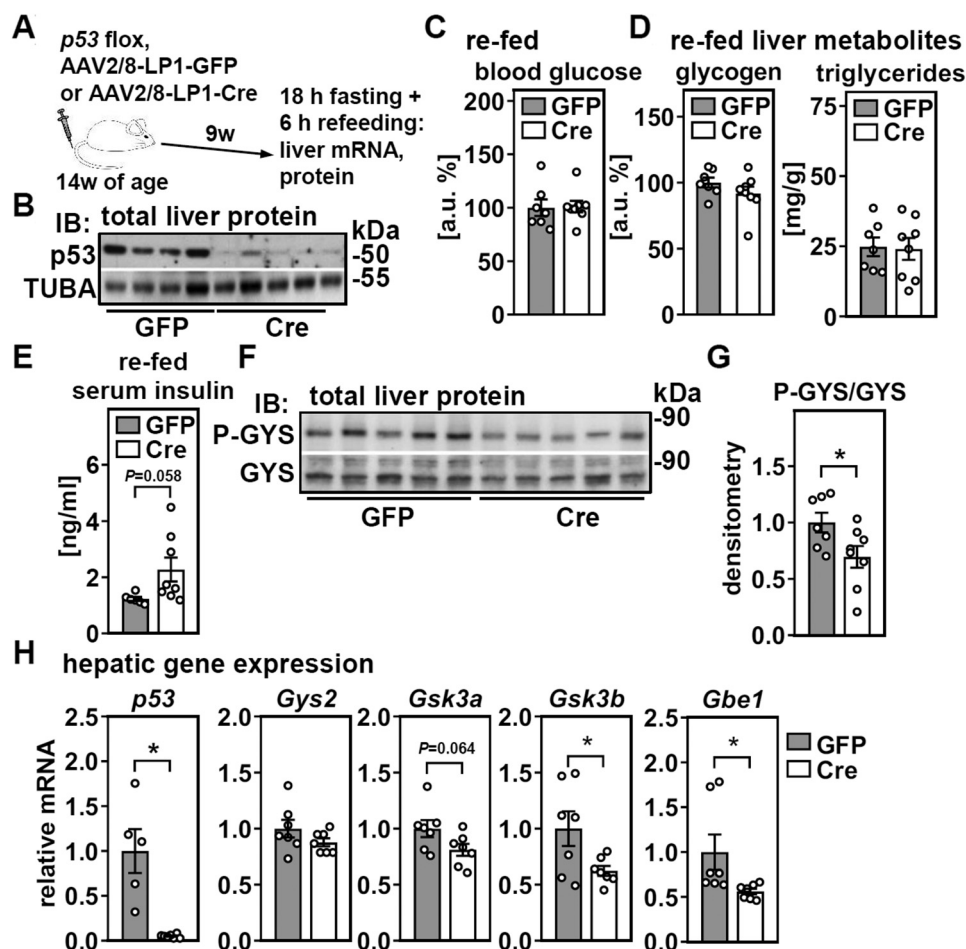 A
p53 flox,
AAV2/8-LP1-GFP
or AAV2/8-LP1-Cre
9w
18 h fasting +
6 h refeeding:
liver mRNA,
protein
14w of age
B
IB: total liver protein
kDa
p53
-50
TUBA
-55
GFP Cre
C
re-fed
blood glucose
200
150
100
50
0
[a.u. %]
GFP
Cre
D
re-fed liver metabolites
glycogen
150
100
50
0
[a.u. %]
GFP
Cre
triglycerides
75
50
25
0
[mg/g]
E
re-fed
serum insulin
GFP
Cre
P=0.058
6
4
2
0
[ng/ml]
F
IB: total liver protein
kDa
-90
P-GYS
-90
GYS
GFP Cre
G
P-GYS/GYS
*
1.5
1.0
0.5
0.0
densitometry
H
hepatic gene expression
relative mRNA
p53
2.5
2.0
1.5
1.0
0.5
0.0
*
Gys2
2.0
1.5
1.0
0.5
0.0
Gsk3a
2.0
1.5
1.0
0.5
0.0
P=0.064
Gsk3b
2.0
1.5
1.0
0.5
0.0
*
Gbe1
2.5
2.0
1.5
1.0
0.5
0.0
*
GFP
Cre